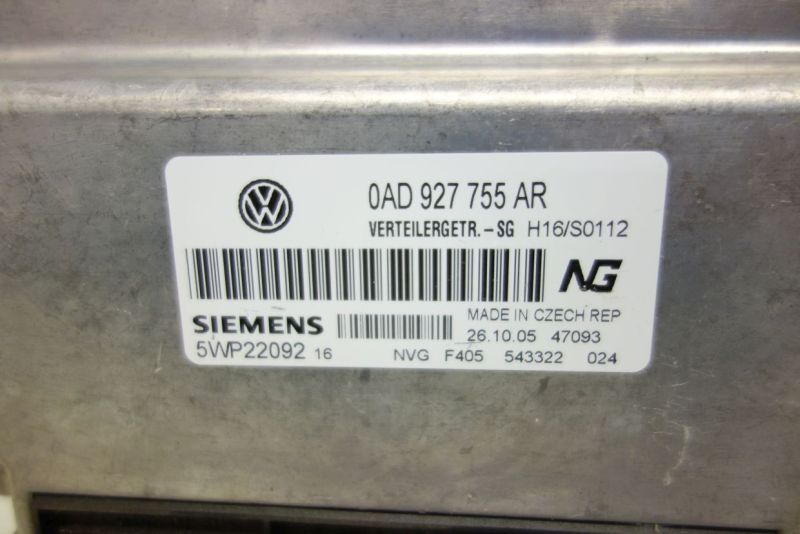 0AD 927 755 AR
VERTEILERGETR.-SG H16/S0112
NG
SIEMENS
MADE IN CZECH REP
26.10.05 47093
5WP22092 16
NVG F405 543322 024